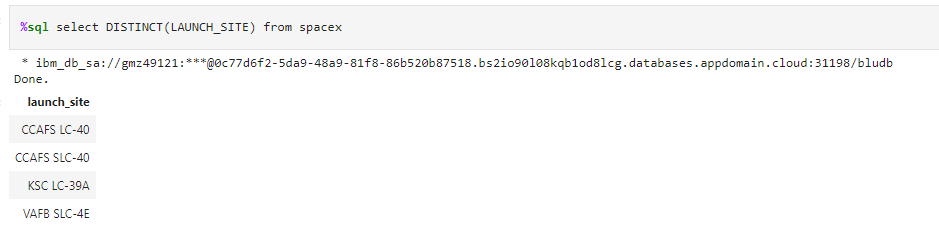 %sql select DISTINCT(LAUNCH_SITE) from spacex
* ibm_db_sa://gmz49121:***@0c77d6f2-5da9-48a9-81f8-86b520b87518.bs2io90l08kqb1od8lcg.databases.appdomain.cloud:31198/bludb
Done.
launch_site
CCAFS LC-40
CCAFS SLC-40
KSC LC-39A
VAFB SLC-4E